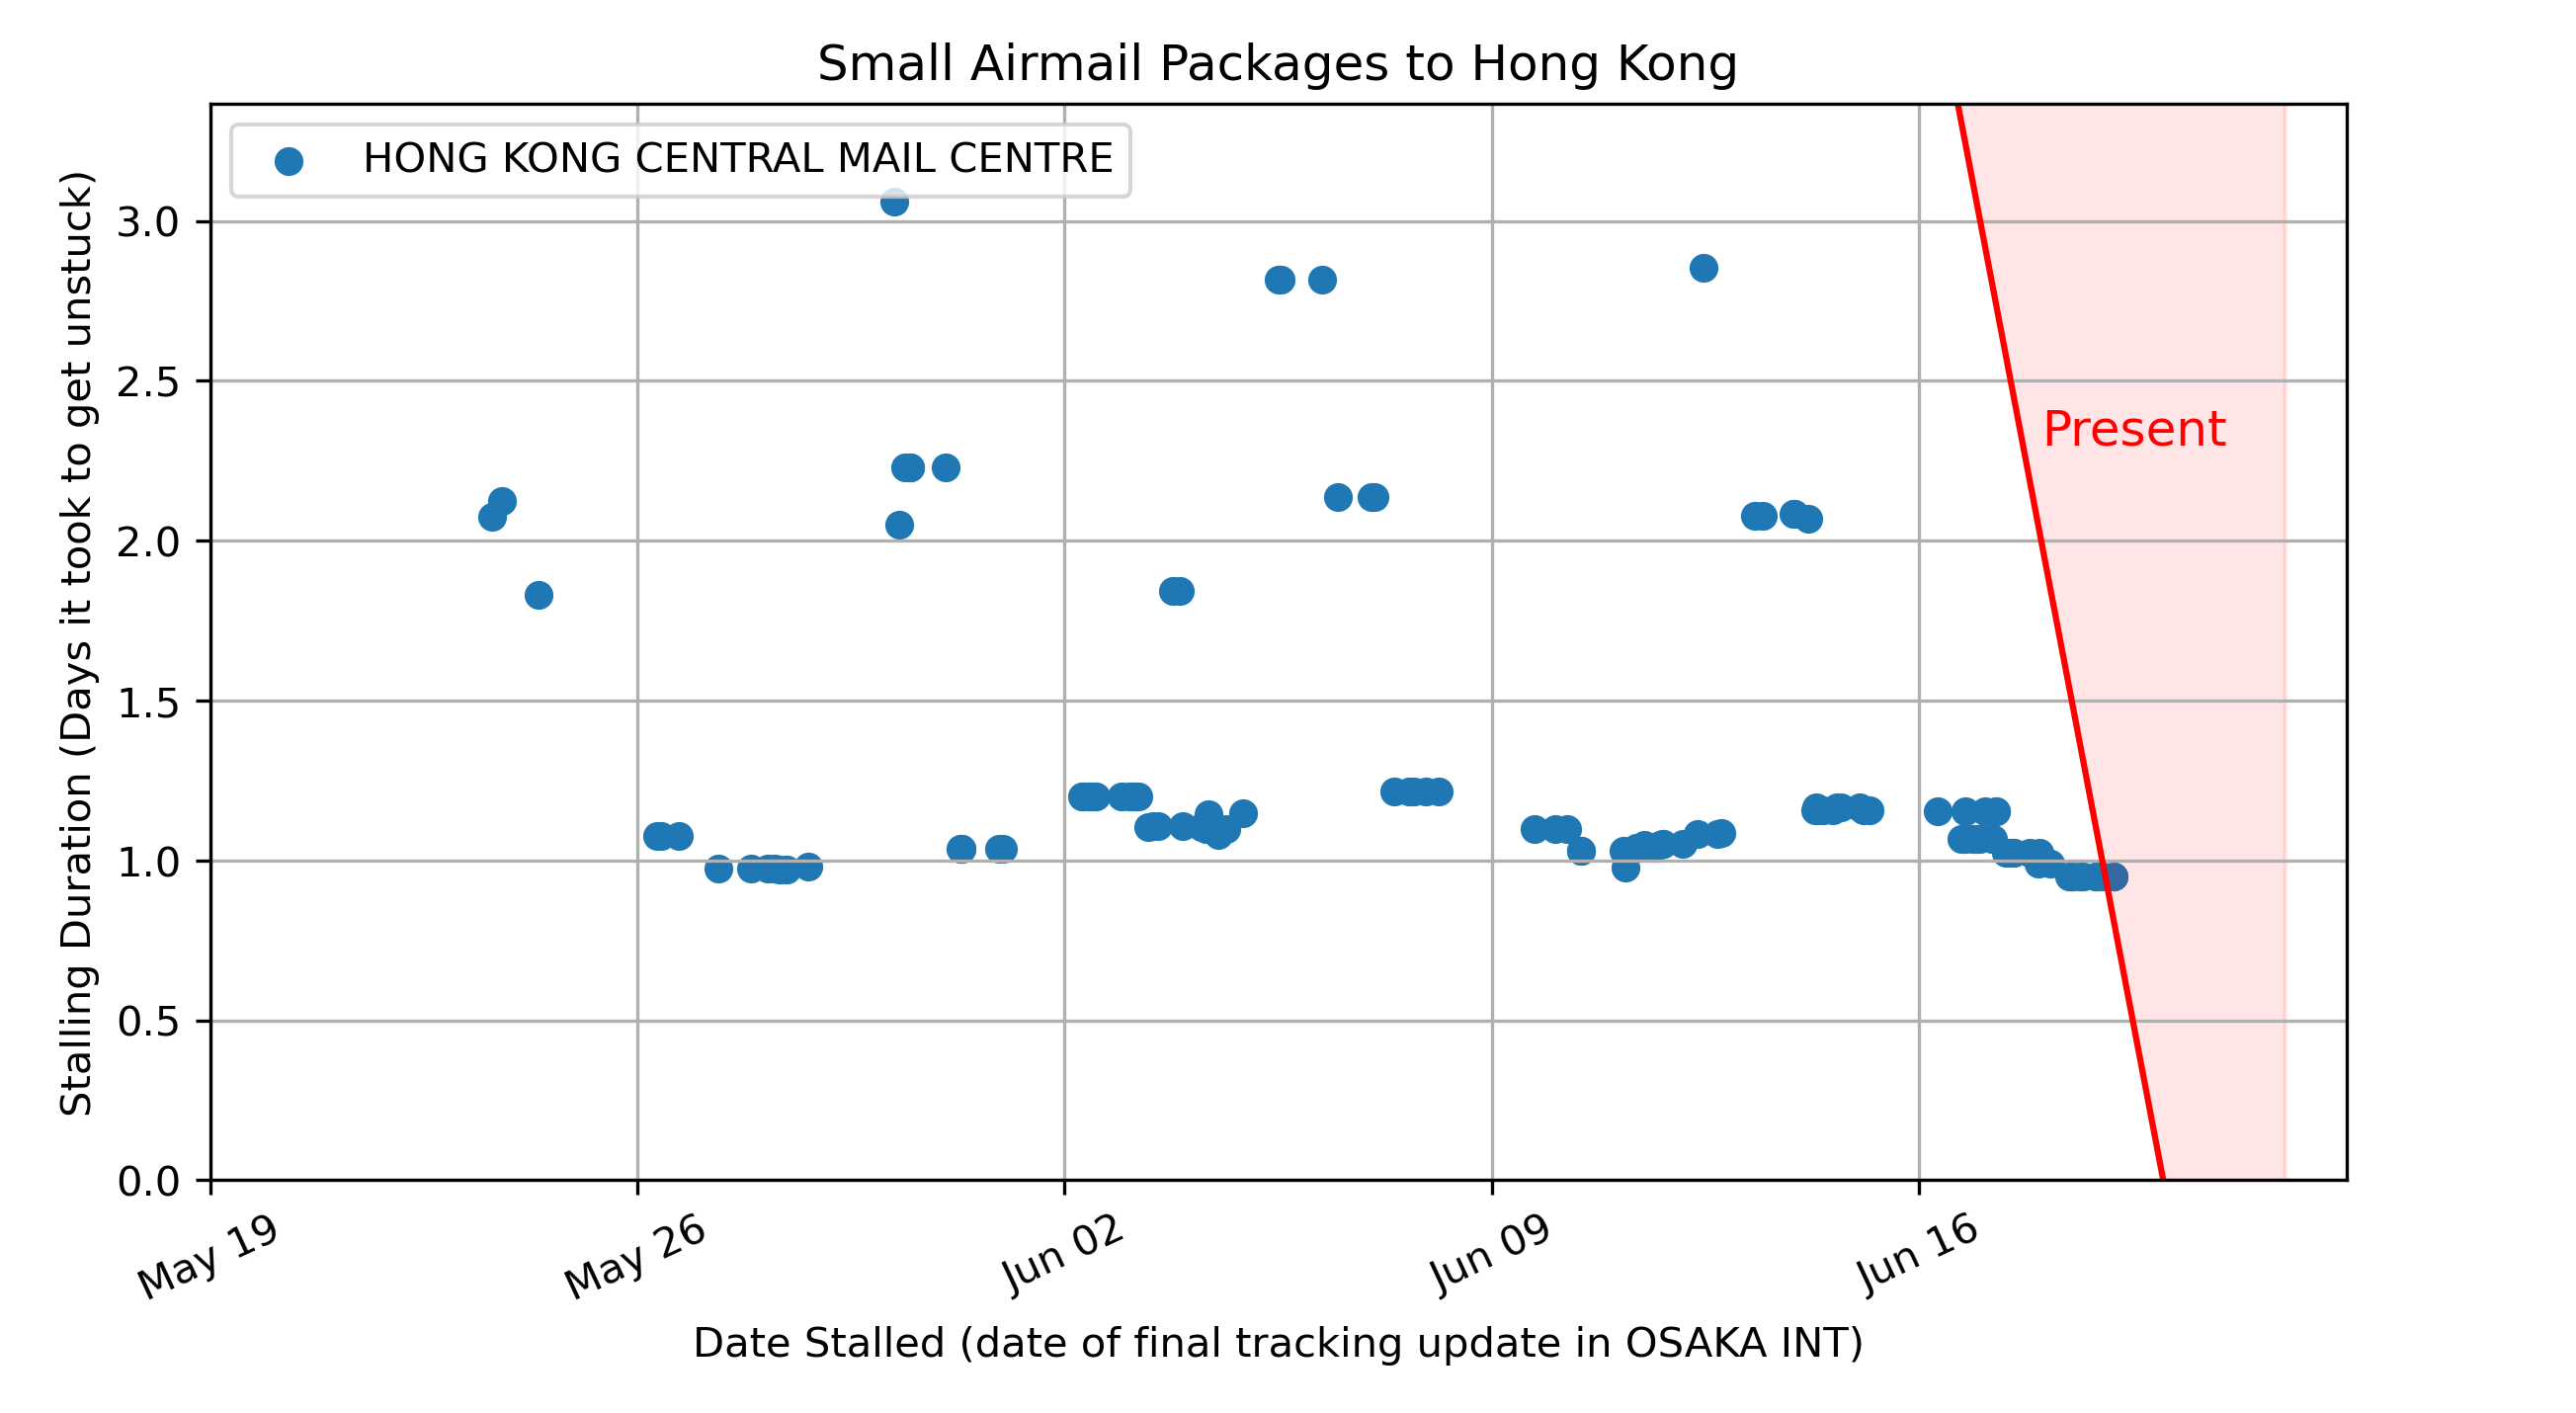 Small Airmail Packages to Hong Kong
HONG KONG CENTRAL MAIL CENTRE
Stalling Duration (Days it took to get unstuck)
3.0
2.5
2.0
1.5
1.0
0.5
0.0
Present
May 19
May 26
Jun 02
Jun 09
Jun 16
Date Stalled (date of final tracking update in OSAKA INT)